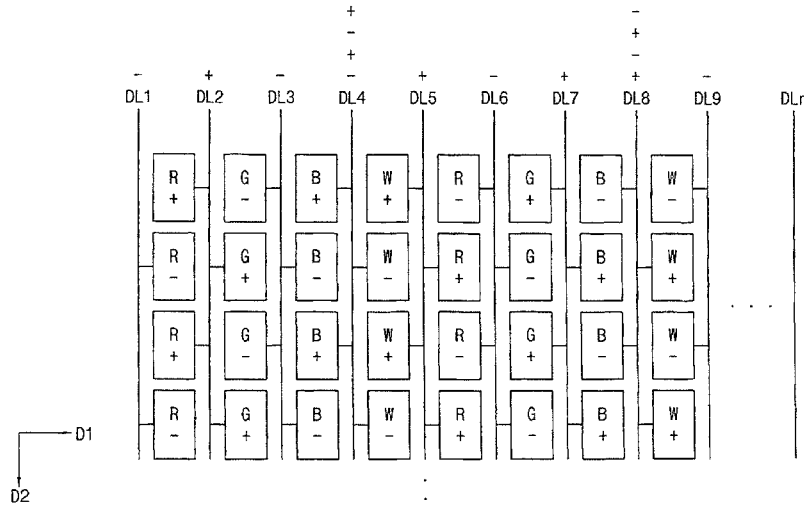 + +
- +
+ -
- + - - + - + + -
DL1 DL2 DL3 DL4 DL5 DL6 DL7 DL8 DL9 DLr
R G B W R G B W
+ - + + - + - -
R G B W R G B W
- + - - + - + +
R G B W R G B W
+ - + + - + - -
R G B W R G B W
- + - - + - + +
. . .
D1
D2